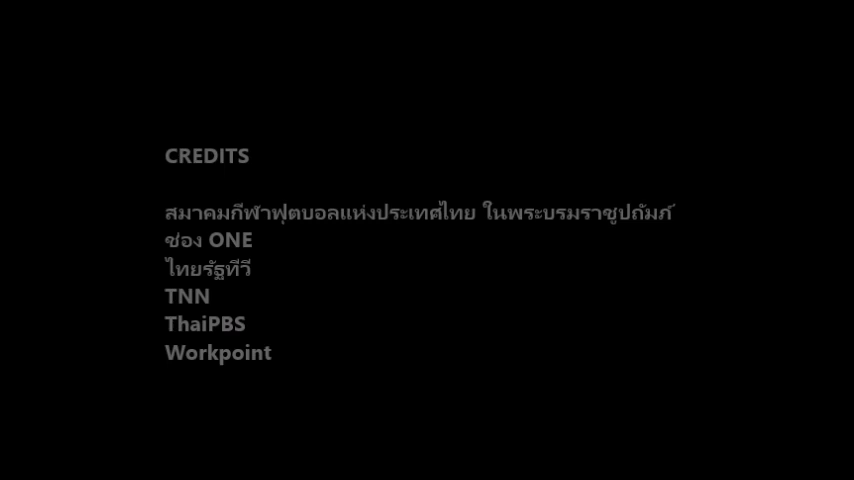 CREDITS
สมาคมกีฬาฟุตบอลแห่งประเทศไทย ในพระบรมราชูปถัมภ์
ช่อง ONE
ไทยรัฐทีวี
TNN
ThaiPBS
Workpoint